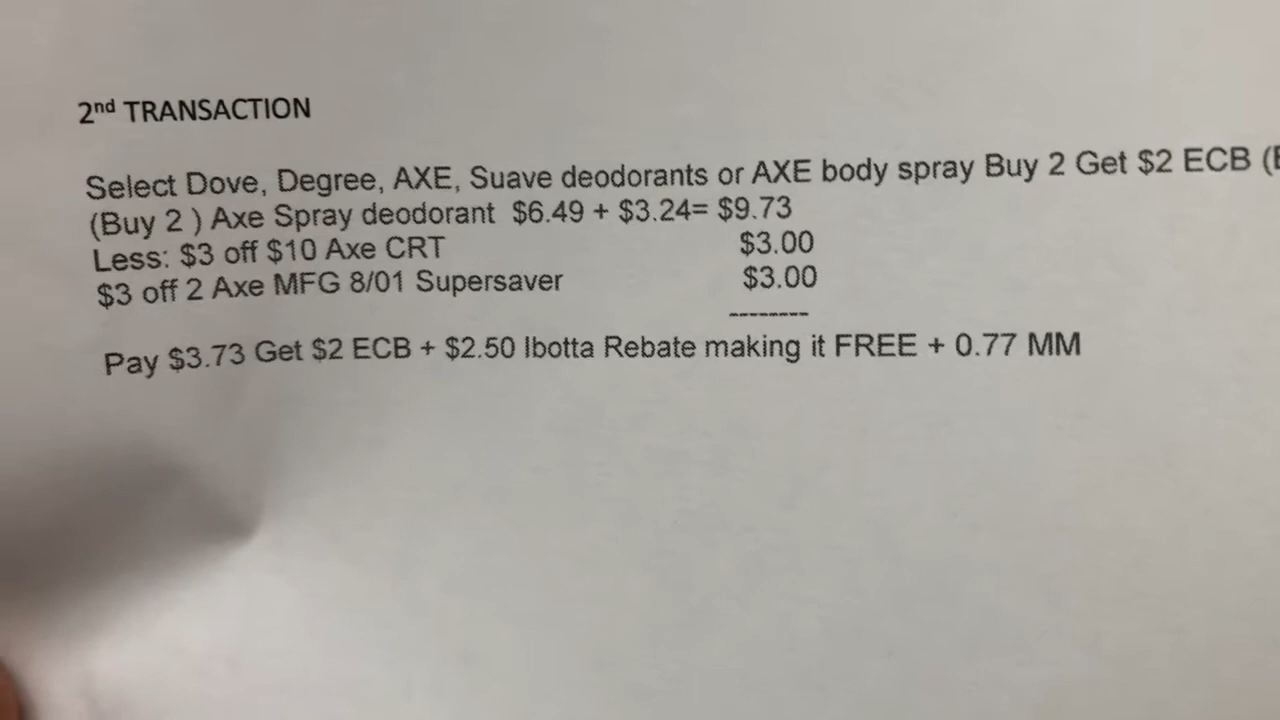 2nd TRANSACTION
Select Dove, Degree, AXE, Suave deodorants or AXE body spray Buy 2 Get $2 ECB (
(Buy 2 ) Axe Spray deodorant $6.49 + $3.24= $9.73
Less: $3 off $10 Axe CRT $3.00
$3 off 2 Axe MFG 8/01 Supersaver $3.00
--------
Pay $3.73 Get $2 ECB + $2.50 Ibotta Rebate making it FREE + 0.77 MM